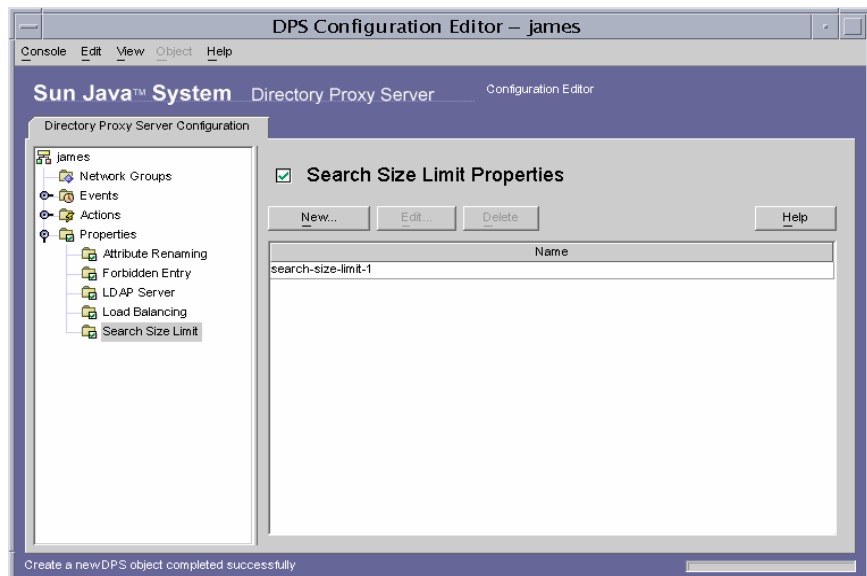 DPS Configuration Editor – james
Console Edit View Object Help
Sun Java™ System Directory Proxy Server Configuration Editor
Directory Proxy Server Configuration
james
Network Groups
Events
Actions
Properties
Attribute Renaming
Forbidden Entry
LDAP Server
Load Balancing
Search Size Limit
Search Size Limit Properties
New... Edit... Delete Help
Name
search-size-limit-1
Create a new DPS object completed successfully